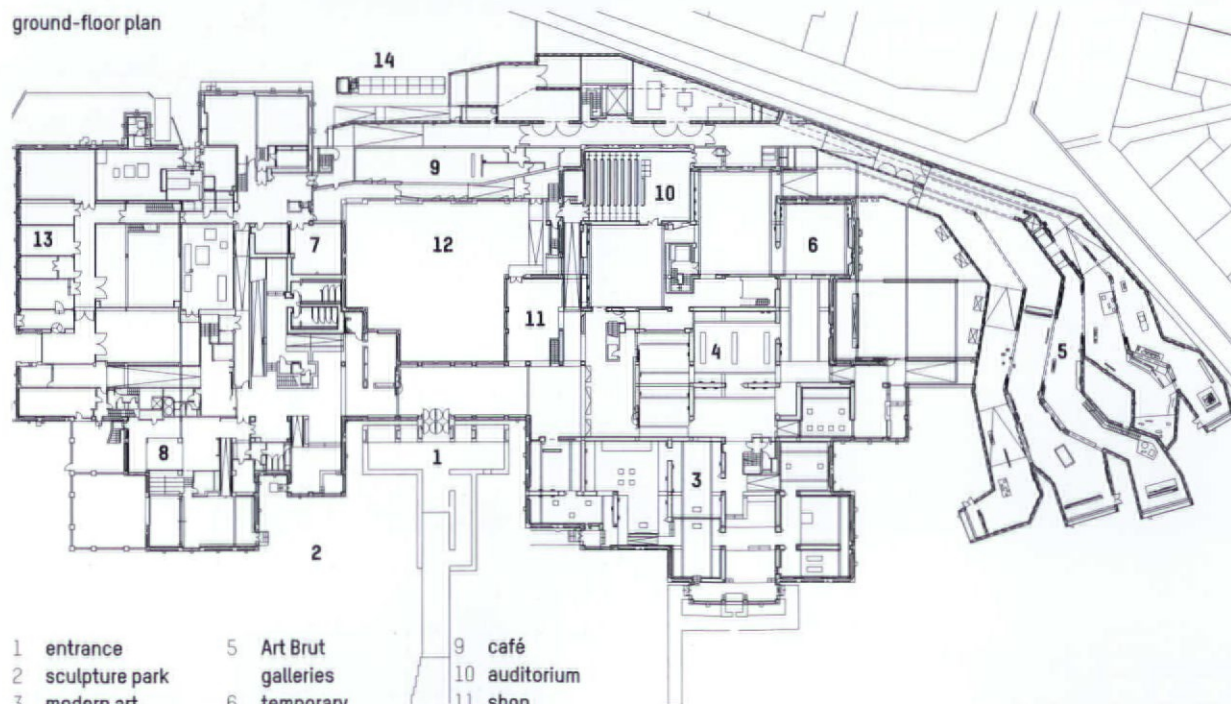 ground-floor plan
14
9
10
13
7
12
6
11
4
5
8
1
3
2
1 entrance
2 sculpture park
3 modern art
5 Art Brut
galleries
6 temporary
9 café
10 auditorium
11 shop